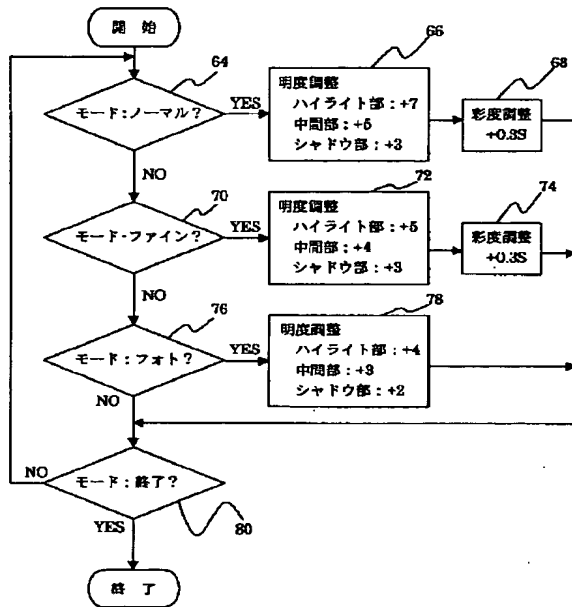 開 始
64
モード:ノーマル?
YES
NO
66
明度調整
ハイライト部:+7
中間部:+5
シャドウ部:+3
68
彩度調整
+0.3S
70
モード・ファイン?
YES
NO
72
明度調整
ハイライト部:+5
中間部:+4
シャドウ部:+3
74
彩度調整
+0.3S
76
モード:フォト?
YES
NO
78
明度調整
ハイライト部:+4
中間部:+3
シャドウ部:+2
モード:終了?
NO
YES
80
終 了